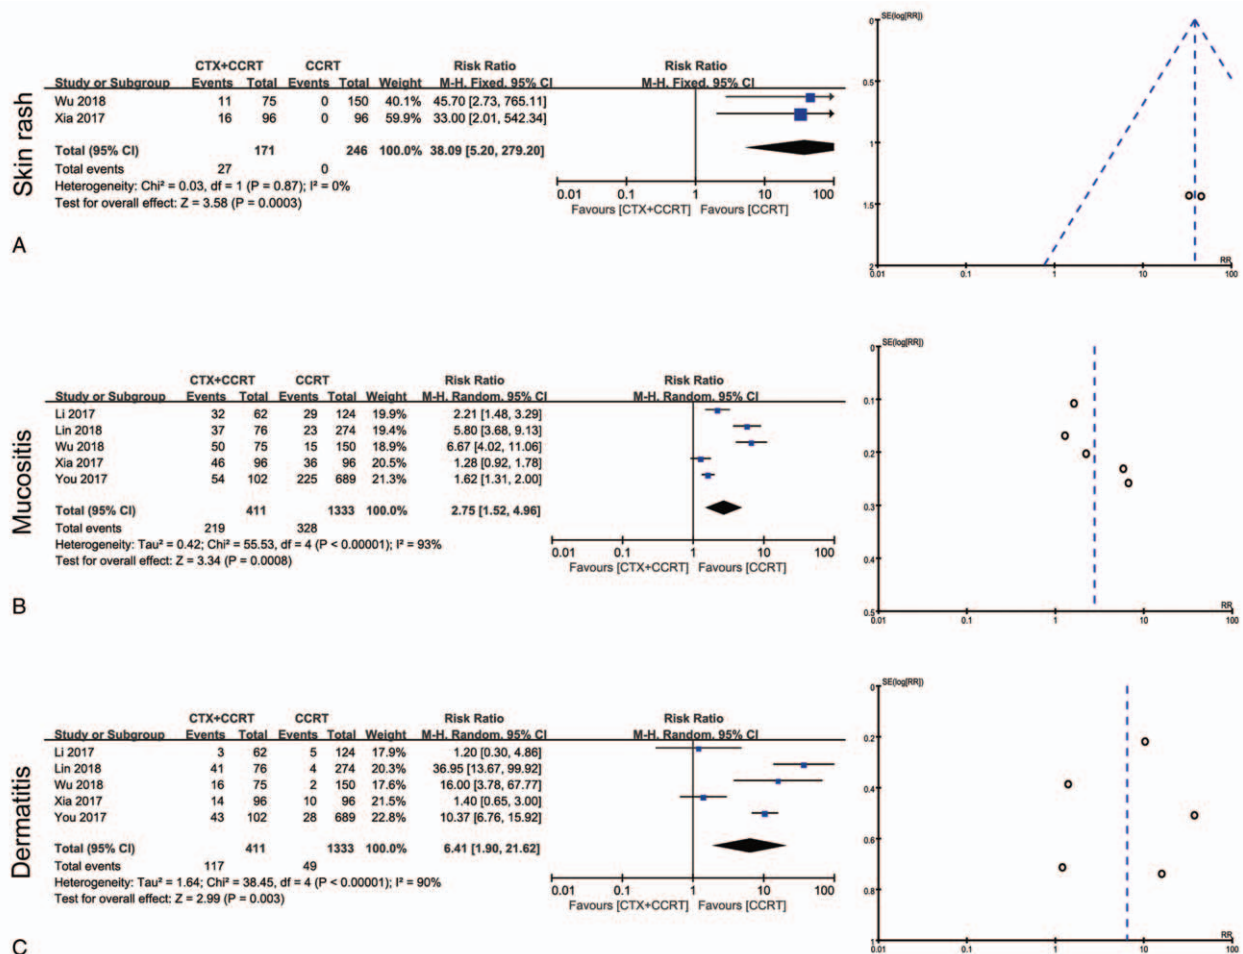 A
Skin rash
CTX+CCRT CCRT Risk Ratio Risk Ratio
Study or Subgroup Events Total Events Total Weight M-H. Fixed. 95% CI M-H. Fixed. 95% CI
Wu 2018 11 75 0 150 40.1% 45.70 [2.73, 765.11]
Xia 2017 16 96 0 96 59.9% 33.00 [2.01, 542.34]
Total (95% CI) 171 246 100.0% 38.09 [5.20, 279.20]
Total events 27 0
Heterogeneity: Chi² = 0.03, df = 1 (P = 0.87); I² = 0%
Test for overall effect: Z = 3.58 (P = 0.0003)
0.01 0.1 1 10 100
Favours [CTX+CCRT] Favours [CCRT]
SE(log[RR])
0
0.5
1
1.5
2
RR
0.01 0.1 1 10 100
A
Mucositis
CTX+CCRT CCRT Risk Ratio Risk Ratio
Study or Subgroup Events Total Events Total Weight M-H. Random. 95% CI M-H. Random. 95% CI
Li 2017 32 62 29 124 19.9% 2.21 [1.48, 3.29]
Lin 2018 37 76 23 274 19.4% 5.80 [3.68, 9.13]
Wu 2018 50 75 15 150 18.9% 6.67 [4.02, 11.06]
Xia 2017 46 96 36 96 20.5% 1.28 [0.92, 1.78]
You 2017 54 102 225 689 21.3% 1.62 [1.31, 2.00]
Total (95% CI) 411 1333 100.0% 2.75 [1.52, 4.96]
Total events 219 328
Heterogeneity: Tau² = 0.42; Chi² = 55.53, df = 4 (P < 0.00001); I² = 93%
Test for overall effect: Z = 3.34 (P = 0.0008)
0.01 0.1 1 10 100
Favours [CTX+CCRT] Favours [CCRT]
SE(log[RR])
0
0.1
0.2
0.3
0.4
0.5
RR
0.01 0.1 1 10 100
B
Dermatitis
CTX+CCRT CCRT Risk Ratio Risk Ratio
Study or Subgroup Events Total Events Total Weight M-H. Random. 95% CI M-H. Random. 95% CI
Li 2017 3 62 5 124 17.9% 1.20 [0.30, 4.86]
Lin 2018 41 76 4 274 20.3% 36.95 [13.67, 99.92]
Wu 2018 16 75 2 150 17.6% 16.00 [3.78, 67.77]
Xia 2017 14 96 10 96 21.5% 1.40 [0.65, 3.00]
You 2017 43 102 28 689 22.8% 10.37 [6.76, 15.92]
Total (95% CI) 411 1333 100.0% 6.41 [1.90, 21.62]
Total events 117 49
Heterogeneity: Tau² = 1.64; Chi² = 38.45, df = 4 (P < 0.00001); I² = 90%
Test for overall effect: Z = 2.99 (P = 0.003)
0.01 0.1 1 10 100
Favours [CTX+CCRT] Favours [CCRT]
SE(log[RR])
0
0.2
0.4
0.6
0.8
1
RR
0.01 0.1 1 10 100
C